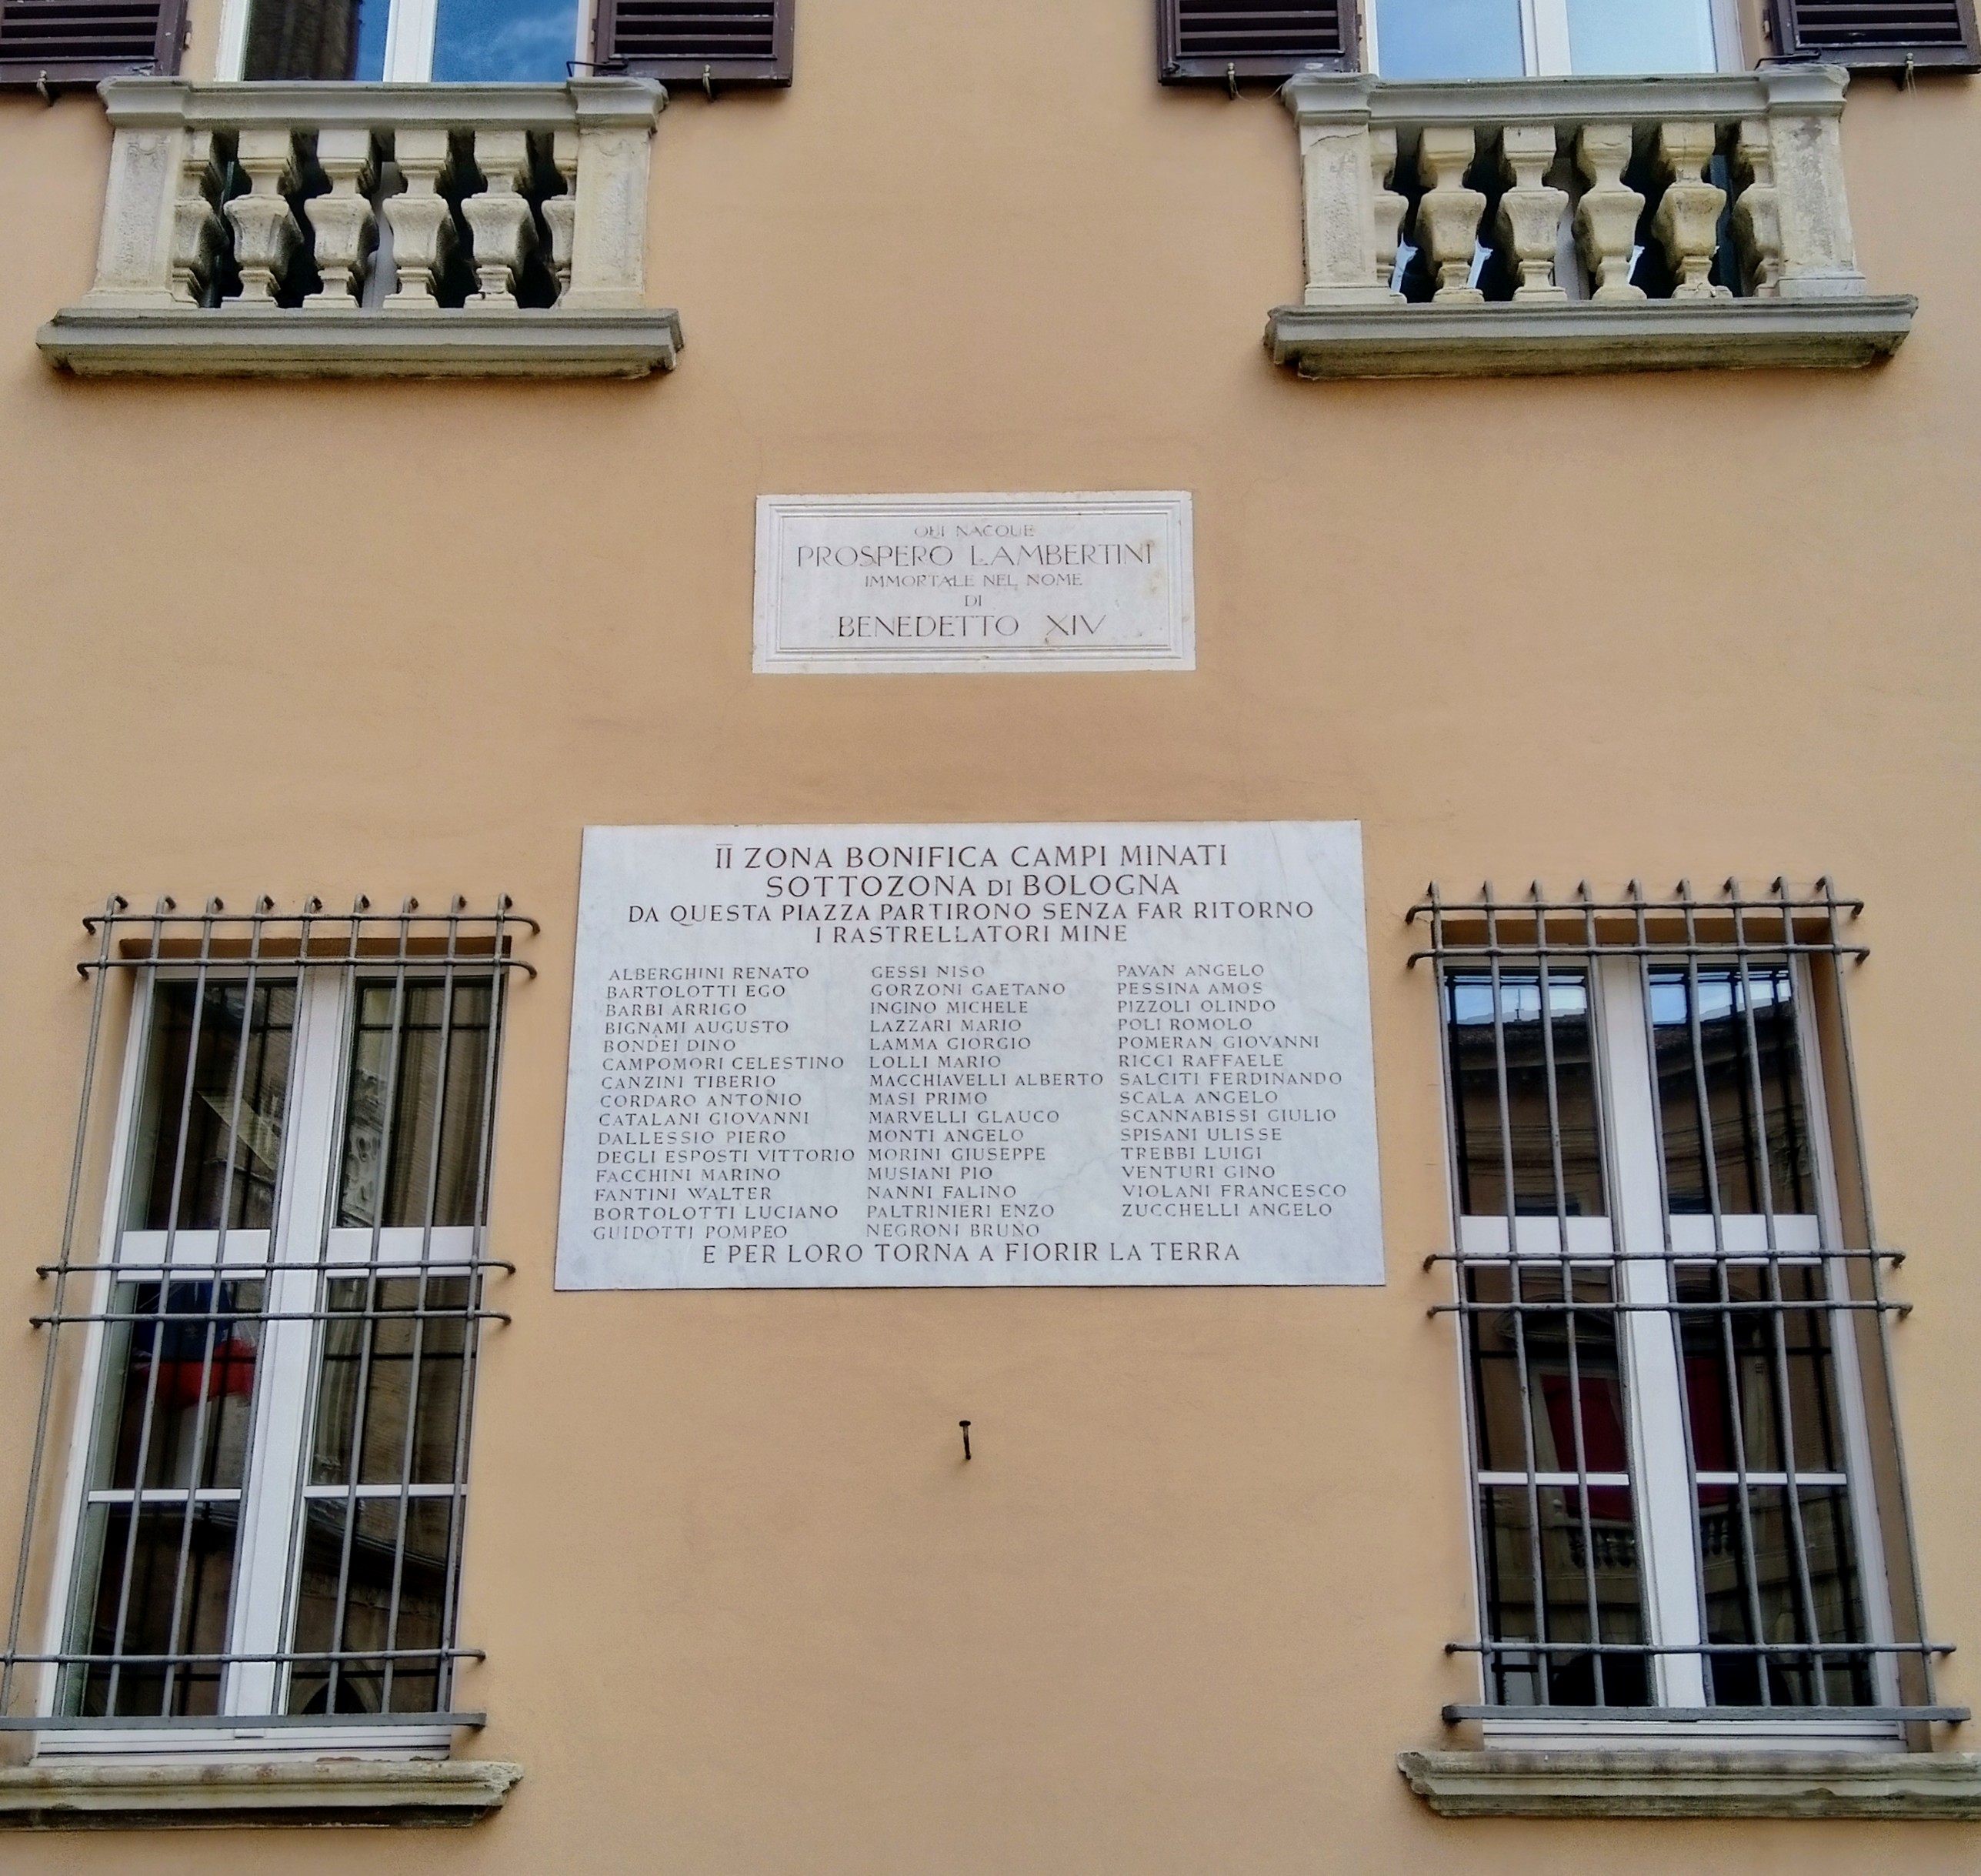 QUI NACQUE
PROSPERO LAMBERTINI
IMMORTALE NEL NOME
DI
BENEDETTO XIV
II ZONA BONIFICA CAMPI MINATI
SOTTOZONA DI BOLOGNA
DA QUESTA PIAZZA PARTIRONO SENZA FAR RITORNO
I RASTRELLATORI MINE
ALBERGHINI RENATO
BARTOLOTTI EGO
BARBI ARRIGO
BIGNAMI AUGUSTO
BONDEI DINO
CAMPOMORI CELESTINO
CANZINI TIBERIO
CORDARO ANTONIO
CATALANI GIOVANNI
DALLESSIO PIERO
DEGLI ESPOSTI VITTORIO
FACCHINI MARINO
FANTINI WALTER
BORTOLOTTI LUCIANO
GUIDOTTI POMPEO
GESSI NISO
GORZONI GAETANO
INGINO MICHELE
LAZZARI MARIO
LAMMA GIORGIO
LOLLI MARIO
MACCHIAVELLI ALBERTO
MASI PRIMO
MARVELLI GLAUCO
MONTI ANGELO
MORINI GIUSEPPE
MUSIANI PIO
NANNI FALINO
PALTRINIERI ENZO
NEGRONI BRUNO
PAVAN ANGELO
PESSINA AMOS
PIZZOLI OLINDO
POLI ROMOLO
POMERAN GIOVANNI
RICCI RAFFAELE
SALCITI FERDINANDO
SCALA ANGELO
SCANNABISSI GIULIO
SPISANI ULISSE
TREBBI LUIGI
VENTURI GINO
VIOLANI FRANCESCO
ZUCCHELLI ANGELO
E PER LORO TORNA A FIORIR LA TERRA